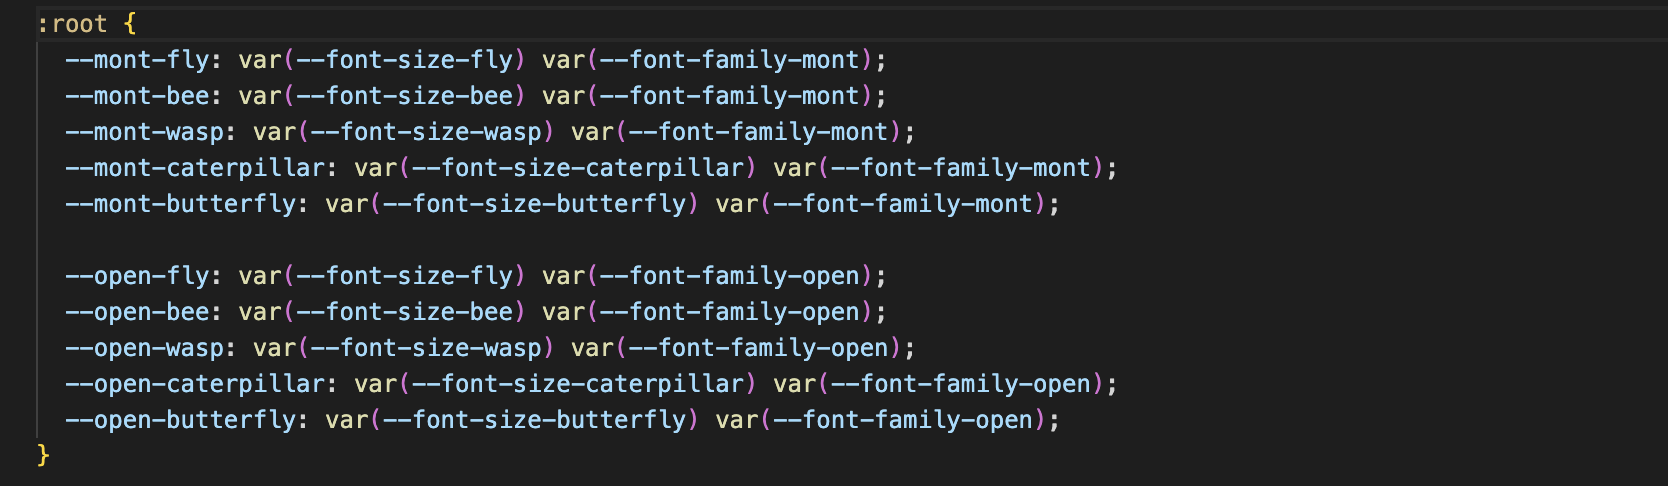 :root {
  --mont-fly: var(--font-size-fly) var(--font-family-mont);
  --mont-bee: var(--font-size-bee) var(--font-family-mont);
  --mont-wasp: var(--font-size-wasp) var(--font-family-mont);
  --mont-caterpillar: var(--font-size-caterpillar) var(--font-family-mont);
  --mont-butterfly: var(--font-size-butterfly) var(--font-family-mont);

  --open-fly: var(--font-size-fly) var(--font-family-open);
  --open-bee: var(--font-size-bee) var(--font-family-open);
  --open-wasp: var(--font-size-wasp) var(--font-family-open);
  --open-caterpillar: var(--font-size-caterpillar) var(--font-family-open);
  --open-butterfly: var(--font-size-butterfly) var(--font-family-open);
}